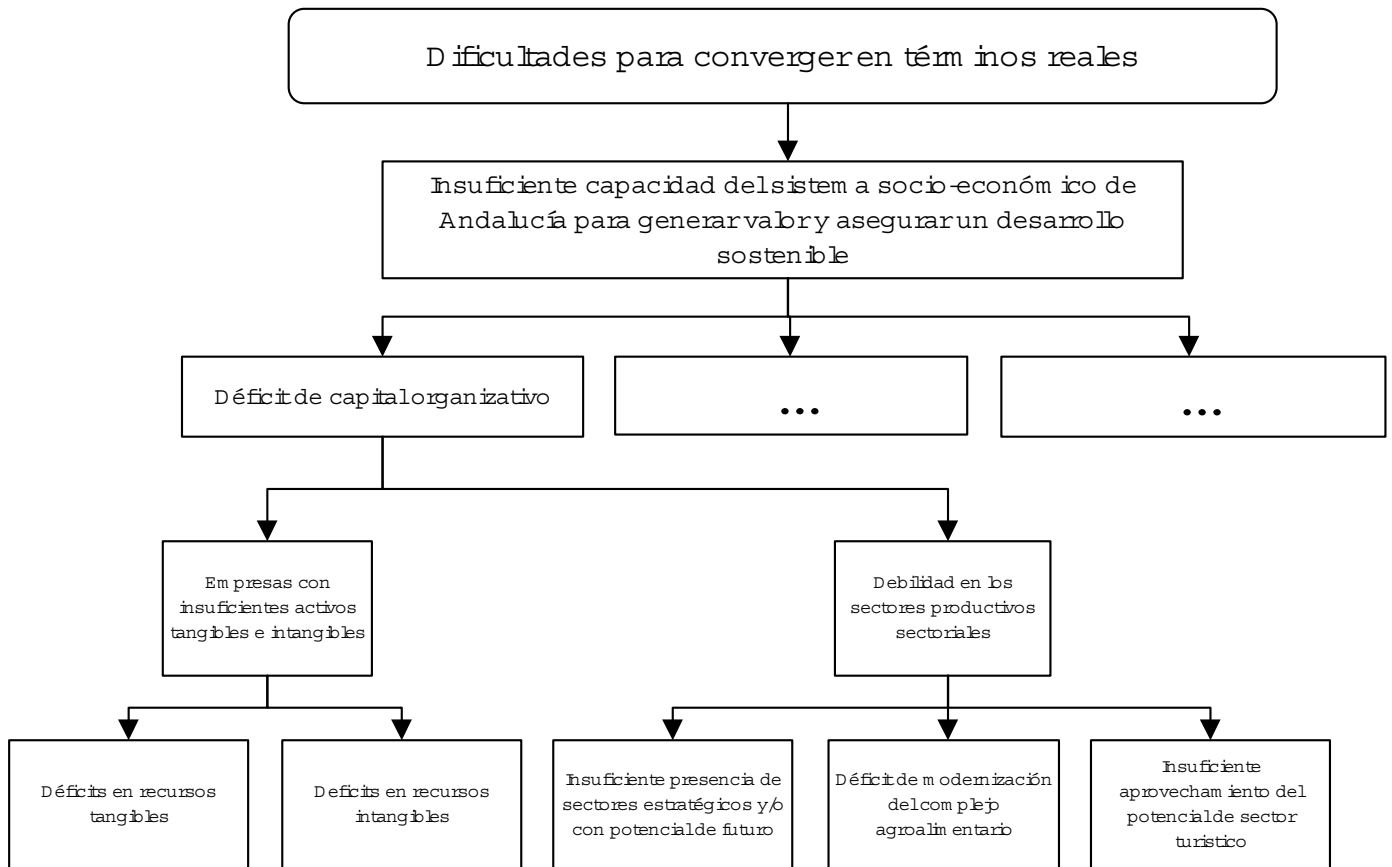 Dificultades para converger en términos reales
Insuficiente capacidad del sistema socio-económico de
Andalucía para generar valor y asegurar un desarrollo
sostenible
Déficit de capital organizativo
...
...
Empresas con
insuficientes activos
tangibles e intangibles
Debilidad en los
sectores productivos
sectoriales
Déficits en recursos
tangibles
Deficits en recursos
intangibles
Insuficiente presencia de
sectores estratégicos y/o
con potencial de futuro
Déficit de modernización
del complejo
agroalimentario
Insuficiente
aprovechamiento del
potencial de sector
turistico